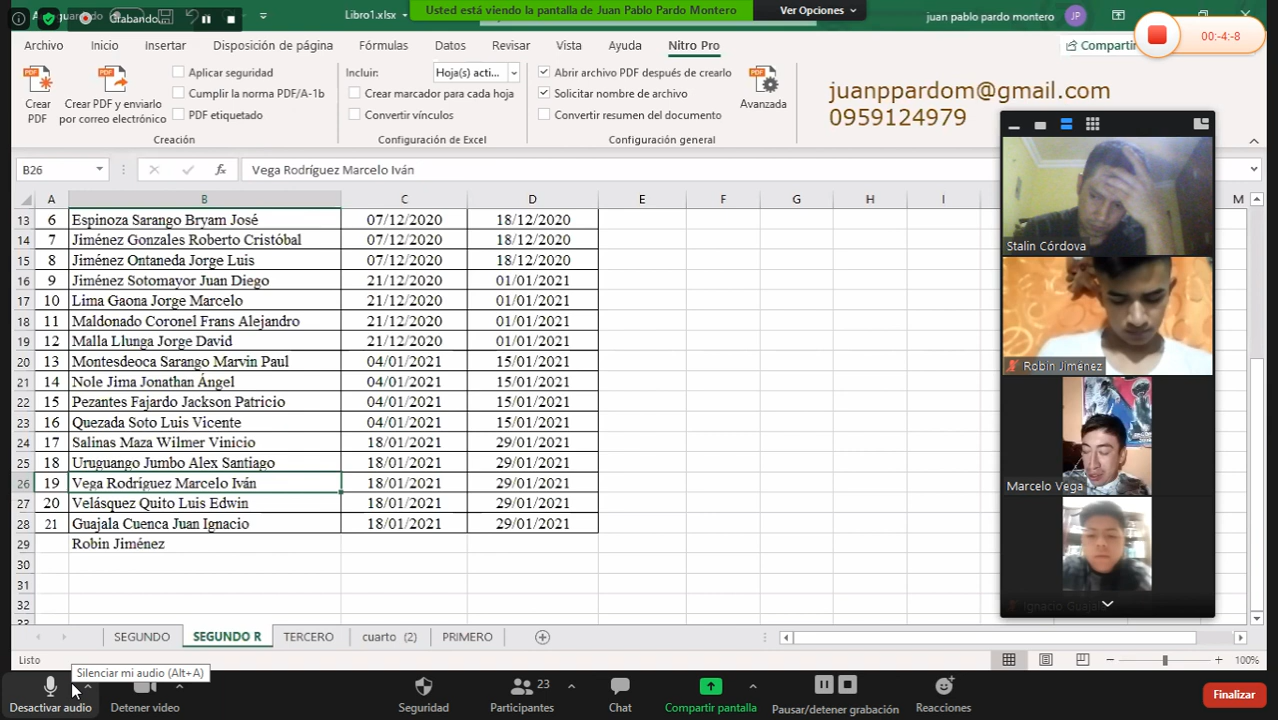 Grabando
Libro1.xlsx
Usted está viendo la pantalla de Juan Pablo Pardo Montero
Ver Opciones
juan pablo pardo montero
JP
00:-4:-8
Archivo Inicio Insertar Disposición de página Fórmulas Datos Revisar Vista Ayuda Nitro Pro
Compartir
Crear PDF
Crear PDF y enviarlo por correo electrónico
Aplicar seguridad
Cumplir la norma PDF/A-1b
PDF etiquetado
Creación
Incluir: Hoja(s) acti...
Crear marcador para cada hoja
Convertir vínculos
Configuración de Excel
Abrir archivo PDF después de crearlo
Solicitar nombre de archivo
Convertir resumen del documento
Configuración general
Avanzada
juanppardom@gmail.com
0959124979
B26 fx Vega Rodríguez Marcelo Iván
A B C D E F G H I M
13 6 Espinoza Sarango Bryam José 07/12/2020 18/12/2020
14 7 Jiménez Gonzales Roberto Cristóbal 07/12/2020 18/12/2020
15 8 Jiménez Ontaneda Jorge Luis 07/12/2020 18/12/2020
16 9 Jiménez Sotomayor Juan Diego 21/12/2020 01/01/2021
17 10 Lima Gaona Jorge Marcelo 21/12/2020 01/01/2021
18 11 Maldonado Coronel Frans Alejandro 21/12/2020 01/01/2021
19 12 Malla Llunga Jorge David 21/12/2020 01/01/2021
20 13 Montesdeoca Sarango Marvin Paul 04/01/2021 15/01/2021
21 14 Nole Jima Jonathan Ángel 04/01/2021 15/01/2021
22 15 Pezantes Fajardo Jackson Patricio 04/01/2021 15/01/2021
23 16 Quezada Soto Luis Vicente 04/01/2021 15/01/2021
24 17 Salinas Maza Wilmer Vinicio 18/01/2021 29/01/2021
25 18 Uruguango Jumbo Alex Santiago 18/01/2021 29/01/2021
26 19 Vega Rodríguez Marcelo Iván 18/01/2021 29/01/2021
27 20 Velásquez Quito Luis Edwin 18/01/2021 29/01/2021
28 21 Guajala Cuenca Juan Ignacio 18/01/2021 29/01/2021
29 Robin Jiménez
30
31
32
33
Stalin Córdova
Robin Jiménez
Marcelo Vega
Ignacio Guajala
SEGUNDO SEGUNDO R TERCERO cuarto (2) PRIMERO
Listo
100%
Silenciar mi audio (Alt+A)
Desactivar audio
Detener video
Seguridad
23
Participantes
Chat
Compartir pantalla
Pausar/detener grabación
Reacciones
Finalizar